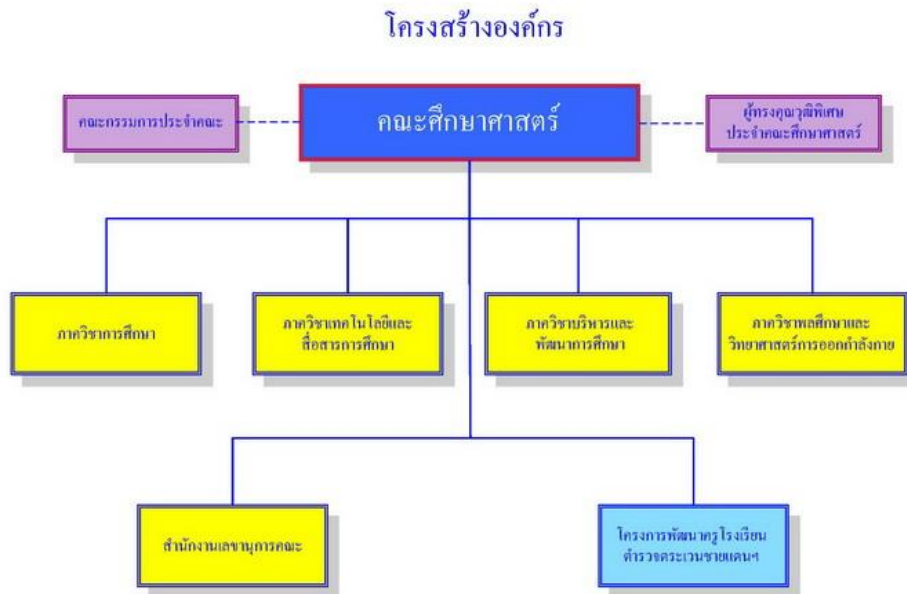 โครงสร้างองค์กร
คณะกรรมการประจำคณะ
คณะศึกษาศาสตร์
ผู้ทรงคุณวุฒิพิเศษ
ประจำคณะศึกษาศาสตร์
ภาควิชาการศึกษา
ภาควิชาเทคโนโลยีและ
สื่อสารการศึกษา
ภาควิชาบริหารและ
พัฒนาการศึกษา
ภาควิชาพลศึกษาและ
วิทยาศาสตร์การออกกำลังกาย
สำนักงานเลขานุการคณะ
โครงการพัฒนาครูโรงเรียน
ตำรวจตระเวนชายแดนฯ